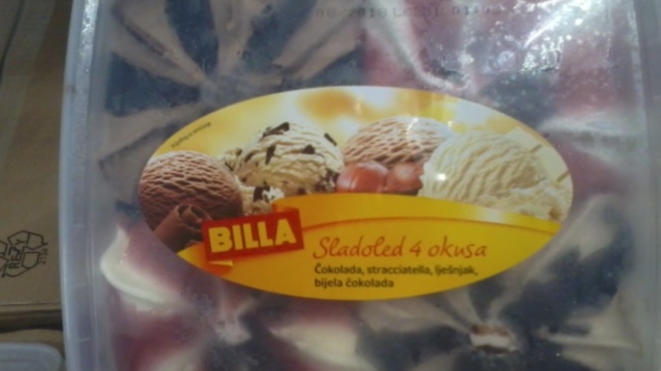 BILLA
Sladoled 4 okusa
Čokolada, stracciatella, lješnjak,
bijela čokolada